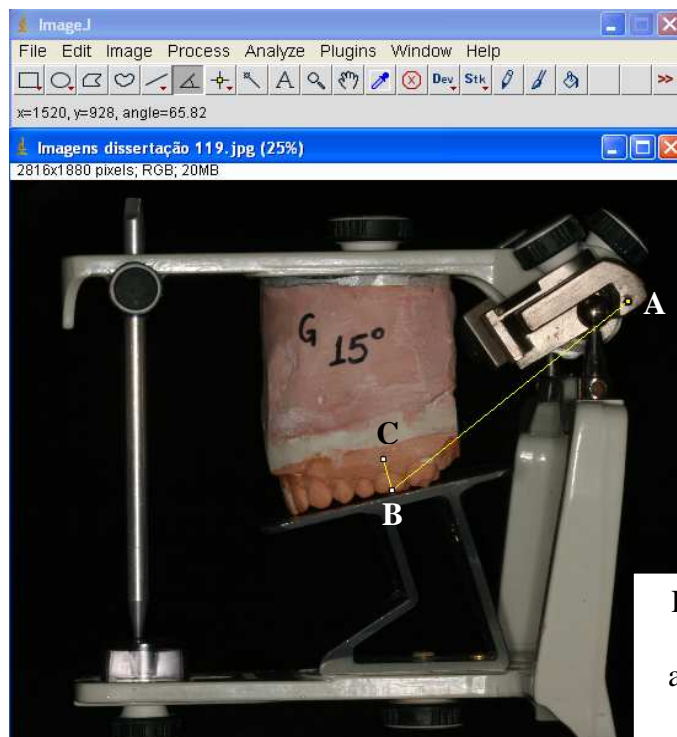 ImageJ
File Edit Image Process Analyze Plugins Window Help
A Dev Stk >>
x=1520, y=928, angle=65.82
Imagens dissertação 119.jpg (25%)
2816x1880 pixels; RGB; 20MB
G 15°
A
C
B
a